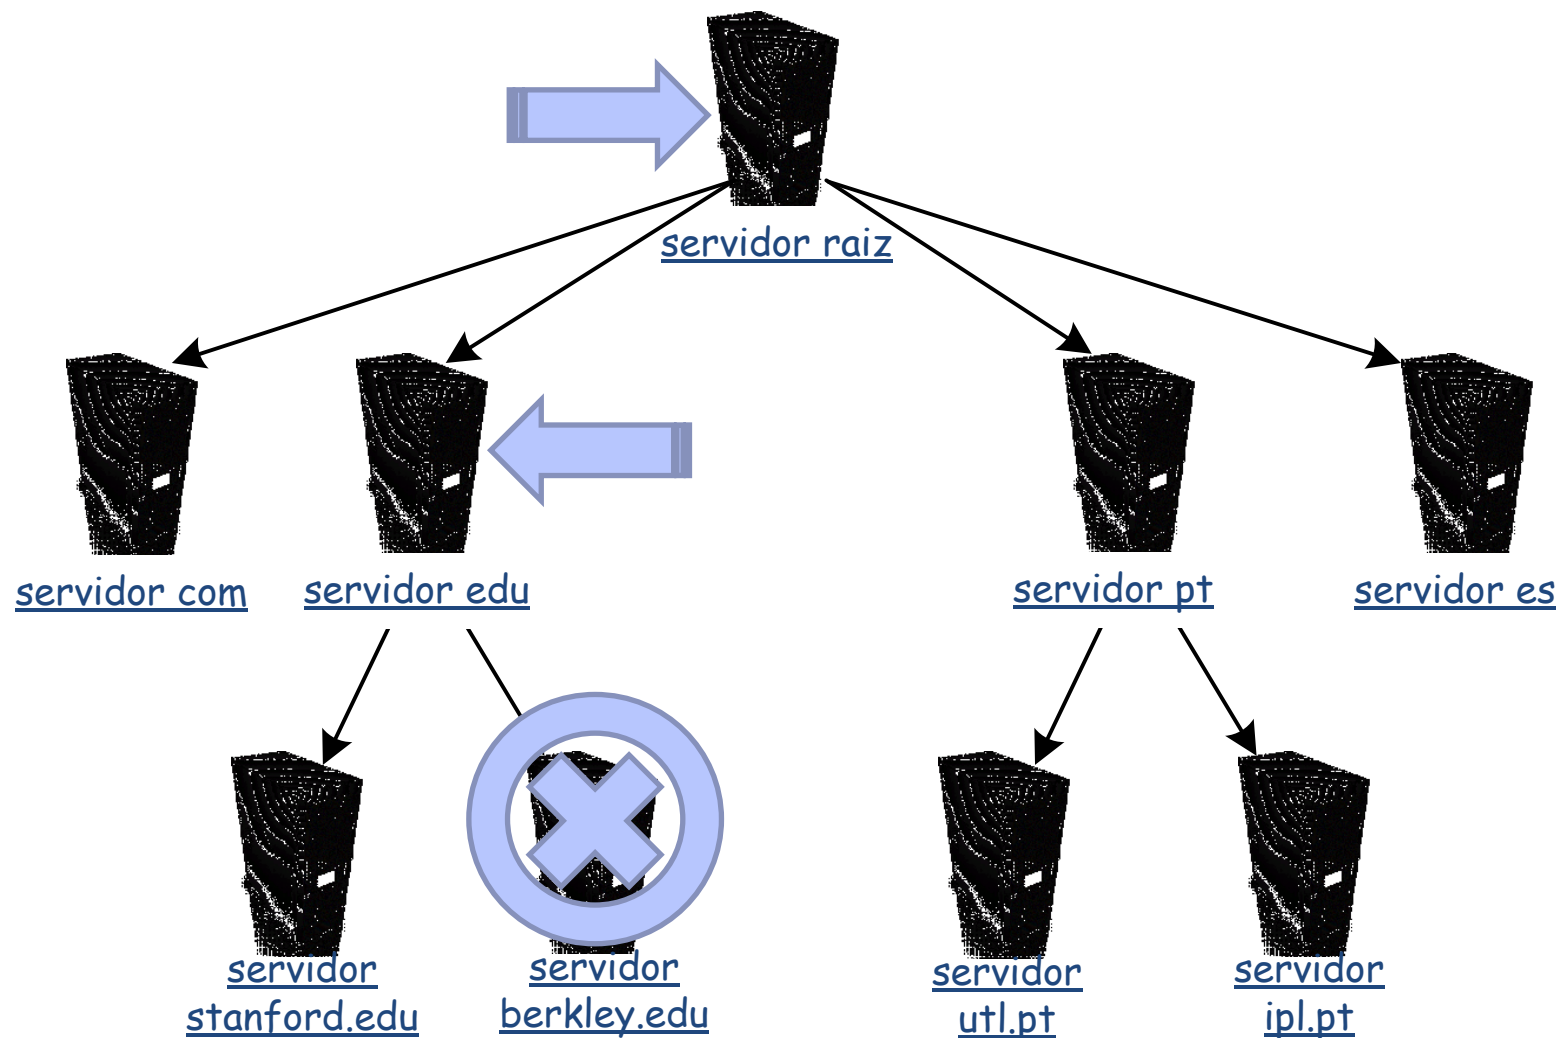 servidor raiz
servidor com
servidor edu
servidor pt
servidor es
servidor
stanford.edu
servidor
berkley.edu
servidor
utl.pt
servidor
ipl.pt